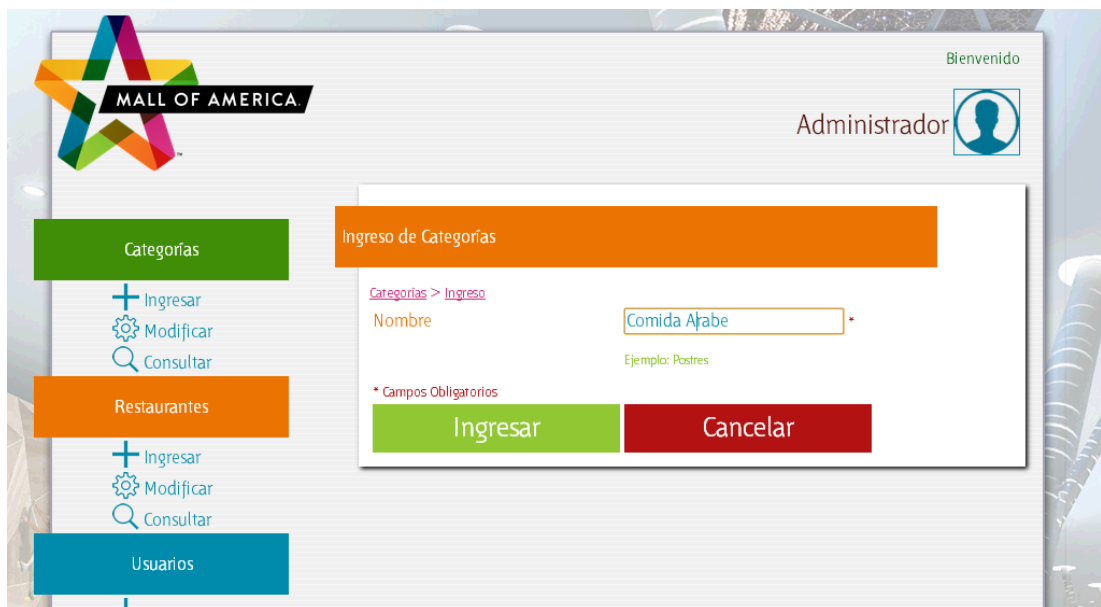 MALL OF AMERICA.
Bienvenido
Administrador
Categorías
Ingresar
Modificar
Consultar
Restaurantes
Ingresar
Modificar
Consultar
Usuarios
Ingreso de Categorías
Categorías > Ingreso
Nombre
Comida Arabe *
Ejemplo: Postres
* Campos Obligatorios
Ingresar
Cancelar